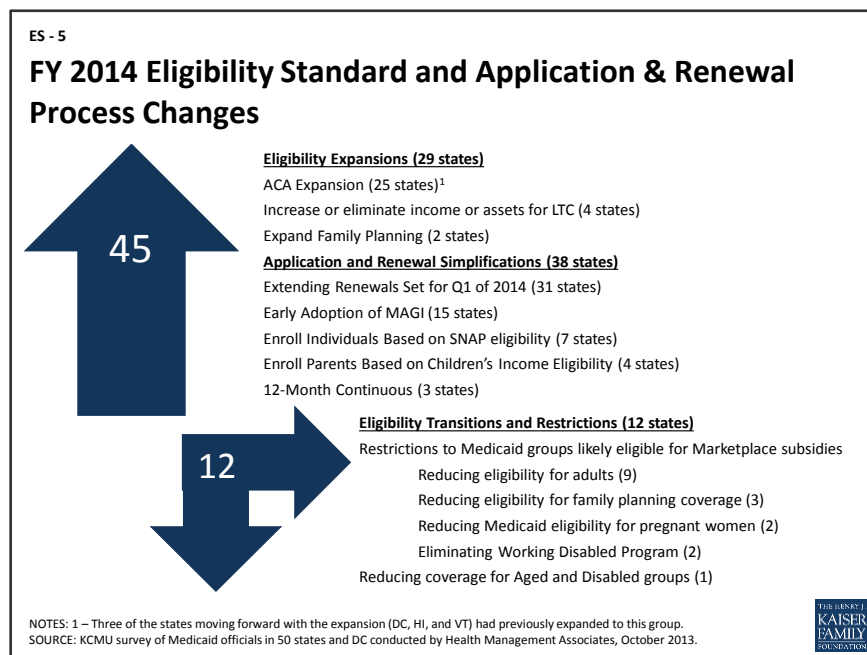 ES - 5
FY 2014 Eligibility Standard and Application & Renewal
Process Changes
45
Eligibility Expansions (29 states)
ACA Expansion (25 states)1
Increase or eliminate income or assets for LTC (4 states)
Expand Family Planning (2 states)
Application and Renewal Simplifications (38 states)
Extending Renewals Set for Q1 of 2014 (31 states)
Early Adoption of MAGI (15 states)
Enroll Individuals Based on SNAP eligibility (7 states)
Enroll Parents Based on Children’s Income Eligibility (4 states)
12-Month Continuous (3 states)
12
Eligibility Transitions and Restrictions (12 states)
Restrictions to Medicaid groups likely eligible for Marketplace subsidies
Reducing eligibility for adults (9)
Reducing eligibility for family planning coverage (3)
Reducing Medicaid eligibility for pregnant women (2)
Eliminating Working Disabled Program (2)
Reducing coverage for Aged and Disabled groups (1)
NOTES: 1 – Three of the states moving forward with the expansion (DC, HI, and VT) had previously expanded to this group.
SOURCE: KCMU survey of Medicaid officials in 50 states and DC conducted by Health Management Associates, October 2013.
THE HENRY J.
KAISER
FAMILY
FOUNDATION